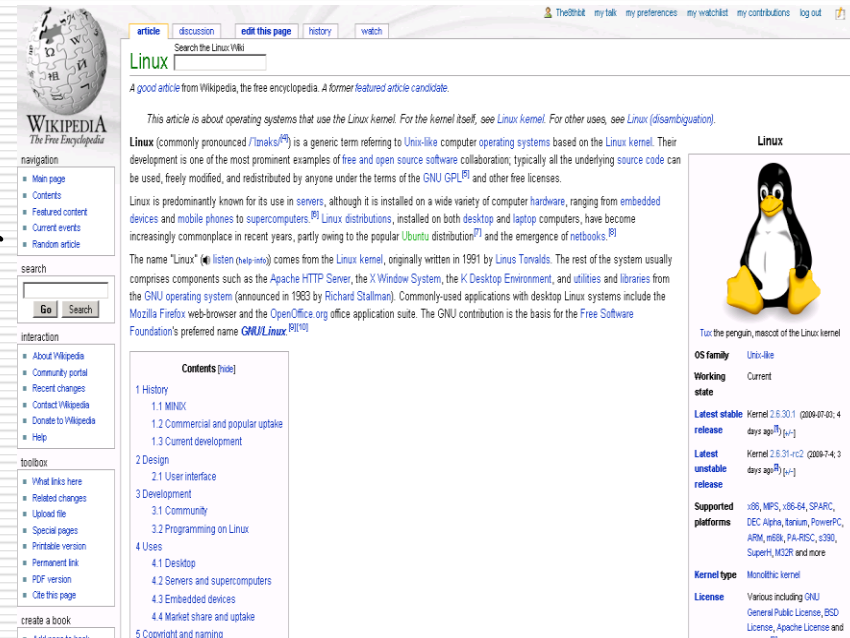 The8thbit my talk my preferences my watchlist my contributions log out
article discussion edit this page history watch
Linux Search the Linux Wiki
A good article from Wikipedia, the free encyclopedia. A former featured article candidate.
This article is about operating systems that use the Linux kernel. For the kernel itself, see Linux kernel. For other uses, see Linux (disambiguation).
Linux (commonly pronounced /ˈlɪnəks/[4]) is a generic term referring to Unix-like computer operating systems based on the Linux kernel. Their
development is one of the most prominent examples of free and open source software collaboration; typically all the underlying source code can
be used, freely modified, and redistributed by anyone under the terms of the GNU GPL[5] and other free licenses.
Linux is predominantly known for its use in servers, although it is installed on a wide variety of computer hardware, ranging from embedded
devices and mobile phones to supercomputers.[6] Linux distributions, installed on both desktop and laptop computers, have become
increasingly commonplace in recent years, partly owing to the popular Ubuntu distribution[7] and the emergence of netbooks.[8]
The name "Linux" (listen (help·info)) comes from the Linux kernel, originally written in 1991 by Linus Torvalds. The rest of the system usually
comprises components such as the Apache HTTP Server, the X Window System, the K Desktop Environment, and utilities and libraries from
the GNU operating system (announced in 1983 by Richard Stallman). Commonly-used applications with desktop Linux systems include the
Mozilla Firefox web-browser and the OpenOffice.org office application suite. The GNU contribution is the basis for the Free Software
Foundation's preferred name GNU/Linux.[9][10]
Contents [hide]
1 History
1.1 MINIX
1.2 Commercial and popular uptake
1.3 Current development
2 Design
2.1 User interface
3 Development
3.1 Community
3.2 Programming on Linux
4 Uses
4.1 Desktop
4.2 Servers and supercomputers
4.3 Embedded devices
4.4 Market share and uptake
5 Copyright and naming
WIKIPEDIA
The Free Encyclopedia
navigation
Main page
Contents
Featured content
Current events
Random article
search
Go Search
interaction
About Wikipedia
Community portal
Recent changes
Contact Wikipedia
Donate to Wikipedia
Help
toolbox
What links here
Related changes
Upload file
Special pages
Printable version
Permanent link
PDF version
Cite this page
create a book
Linux
Tux the penguin, mascot of the Linux kernel
OS family Unix-like
Working Current
state
Latest stable Kernel 2.6.30.1 (2009-07-03; 4
release days ago) [+/-]
Latest Kernel 2.6.31-rc2 (2009-7-4; 3
unstable days ago) [+/-]
release
Supported x86, MIPS, x86-64, SPARC,
platforms DEC Alpha, Itanium, PowerPC,
ARM, m68k, PA-RISC, s390,
SuperH, M32R and more
Kernel type Monolithic kernel
License Various including GNU
General Public License, BSD
License, Apache License and